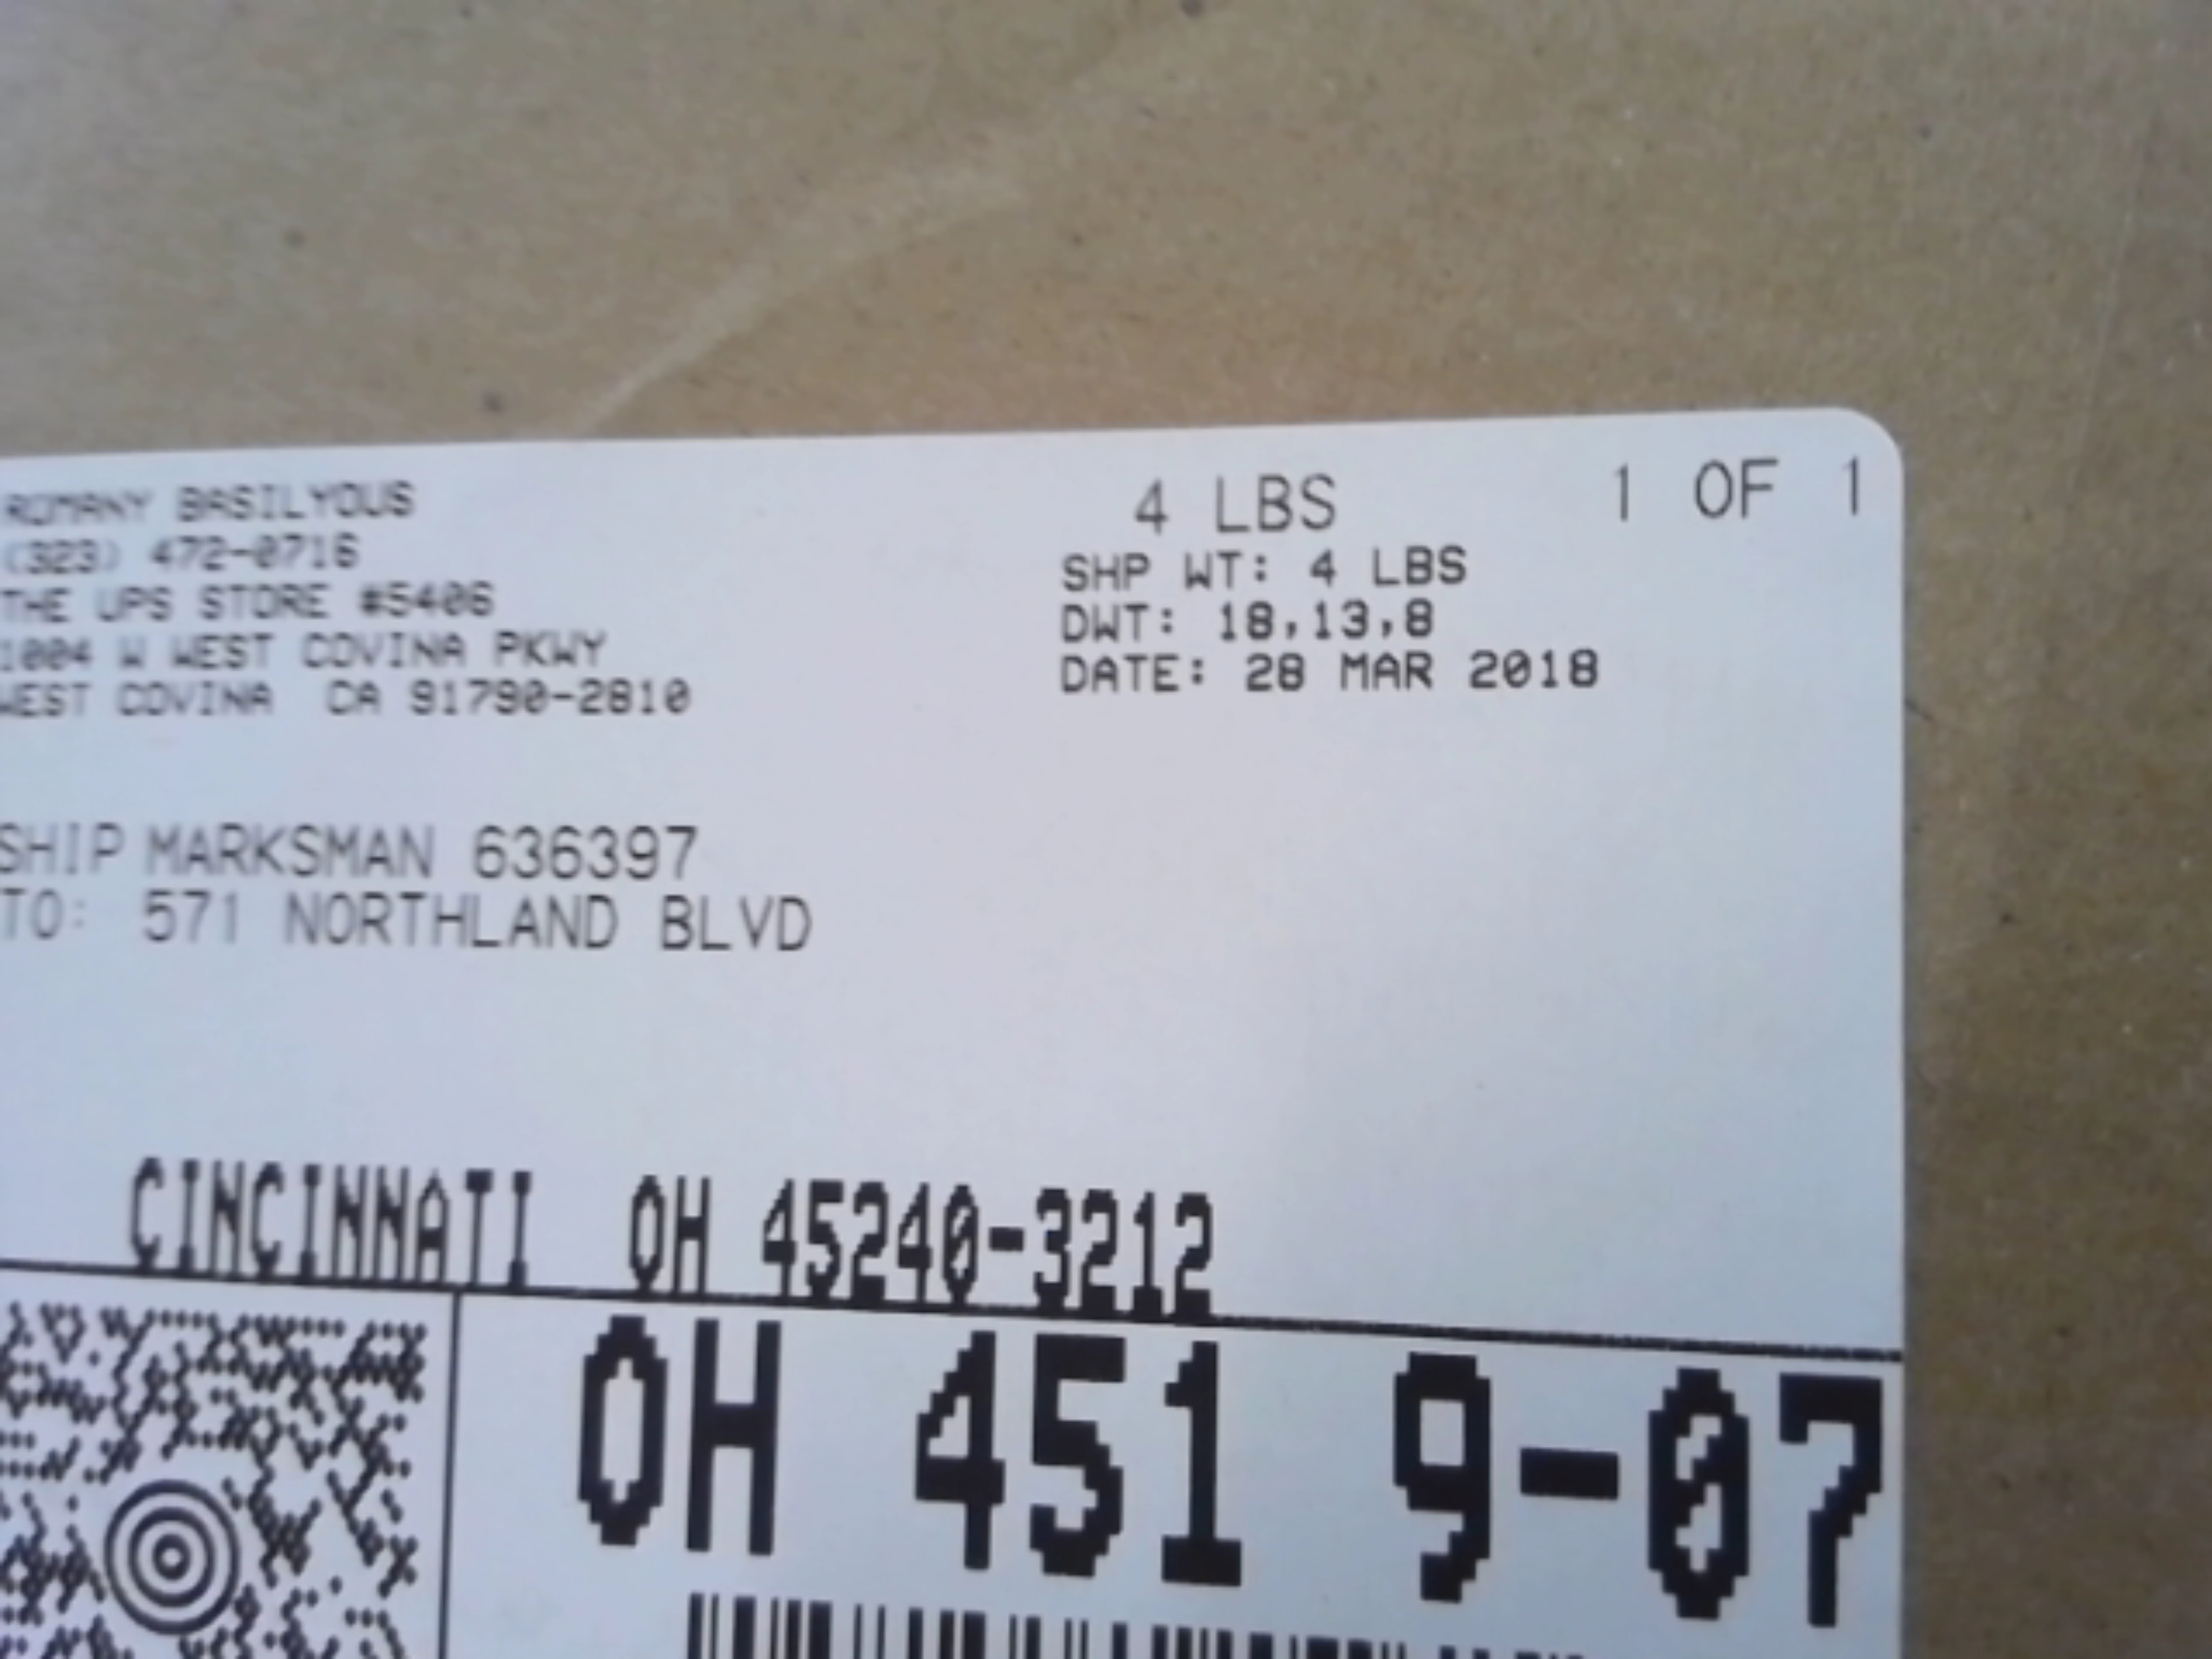 ROMANY BASILYOUS
(323) 472-0716
THE UPS STORE #5406
1004 W WEST COVINA PKWY
WEST COVINA CA 91790-2810
4 LBS 1 OF 1
SHP WT: 4 LBS
DWT: 18,13,8
DATE: 28 MAR 2018
SHIP MARKSMAN 636397
TO: 571 NORTHLAND BLVD
CINCINNATI OH 45240-3212
OH 451 9-07